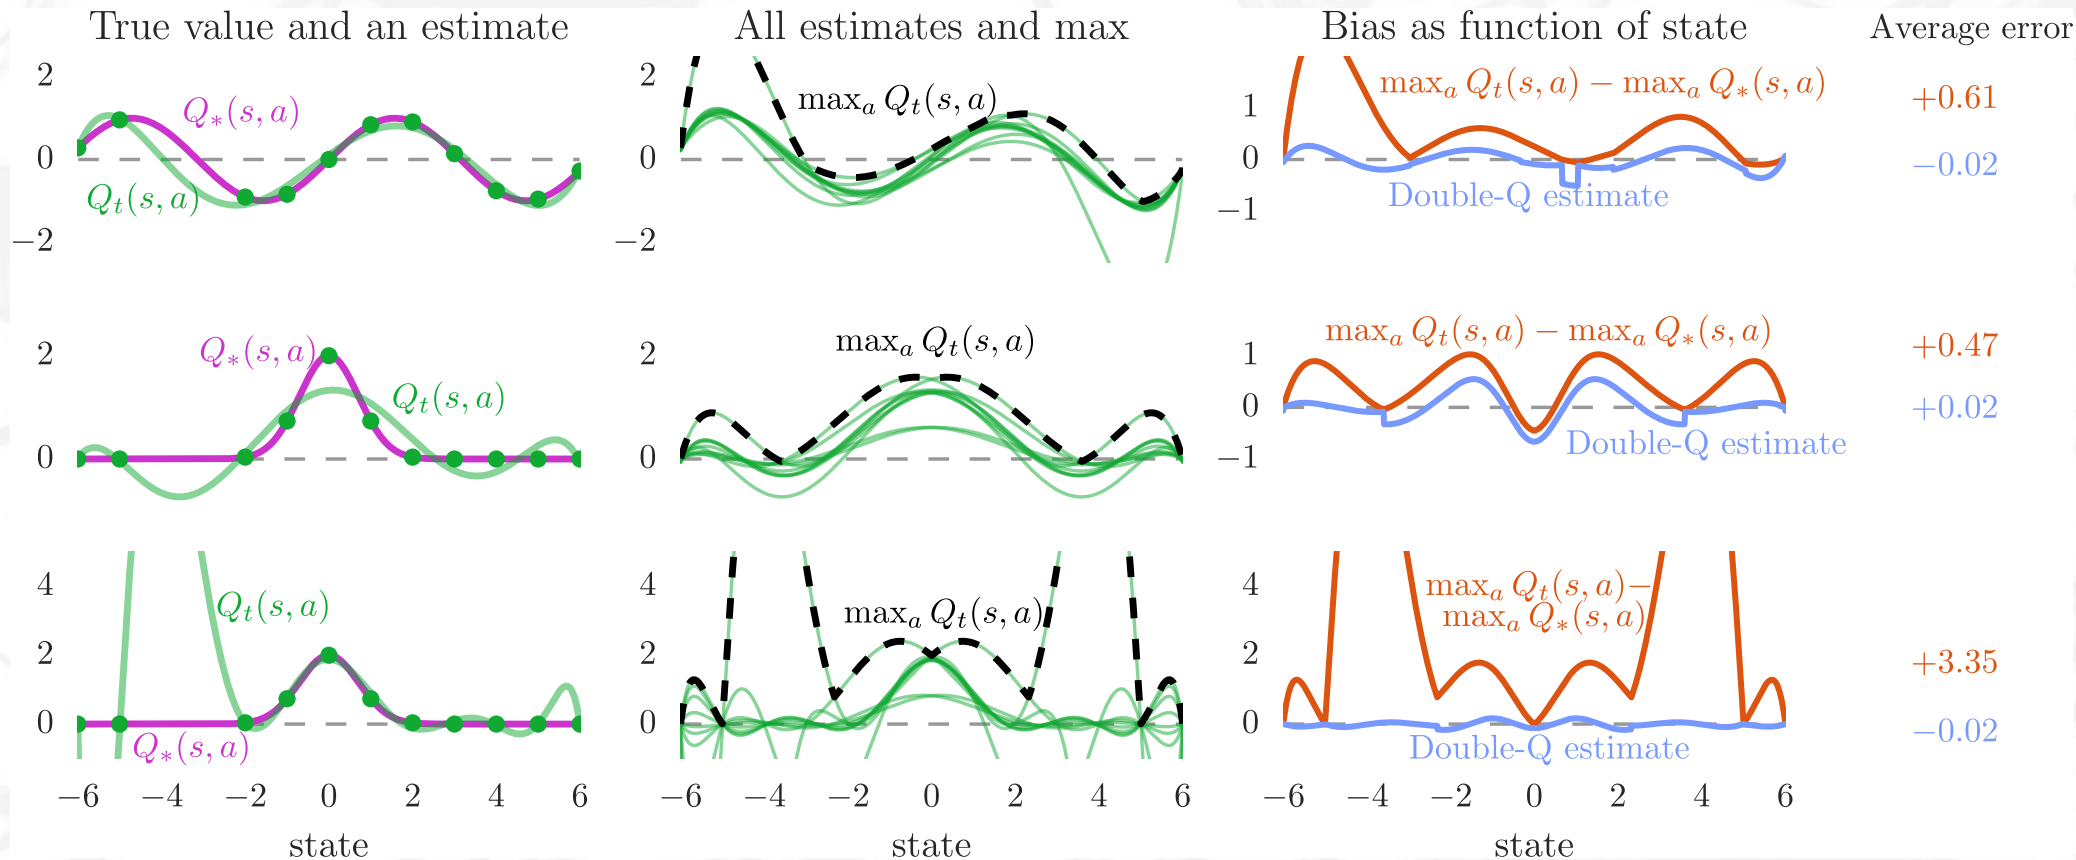 True value and an estimate
All estimates and max
Bias as function of state
Average error
2
0
−2
Q∗(s, a)
Qt(s, a)
2
0
−2
maxa Qt(s, a)
1
0
−1
maxa Qt(s, a) − maxa Q∗(s, a)
Double-Q estimate
+0.61
−0.02
2
0
Q∗(s, a)
Qt(s, a)
2
0
maxa Qt(s, a)
1
0
−1
maxa Qt(s, a) − maxa Q∗(s, a)
Double-Q estimate
+0.47
+0.02
4
2
0
Qt(s, a)
Q∗(s, a)
4
2
0
maxa Qt(s, a)
4
2
0
maxa Qt(s, a)−
maxa Q∗(s, a)
Double-Q estimate
+3.35
−0.02
−6 −4 −2 0 2 4 6
state
−6 −4 −2 0 2 4 6
state
−6 −4 −2 0 2 4 6
state